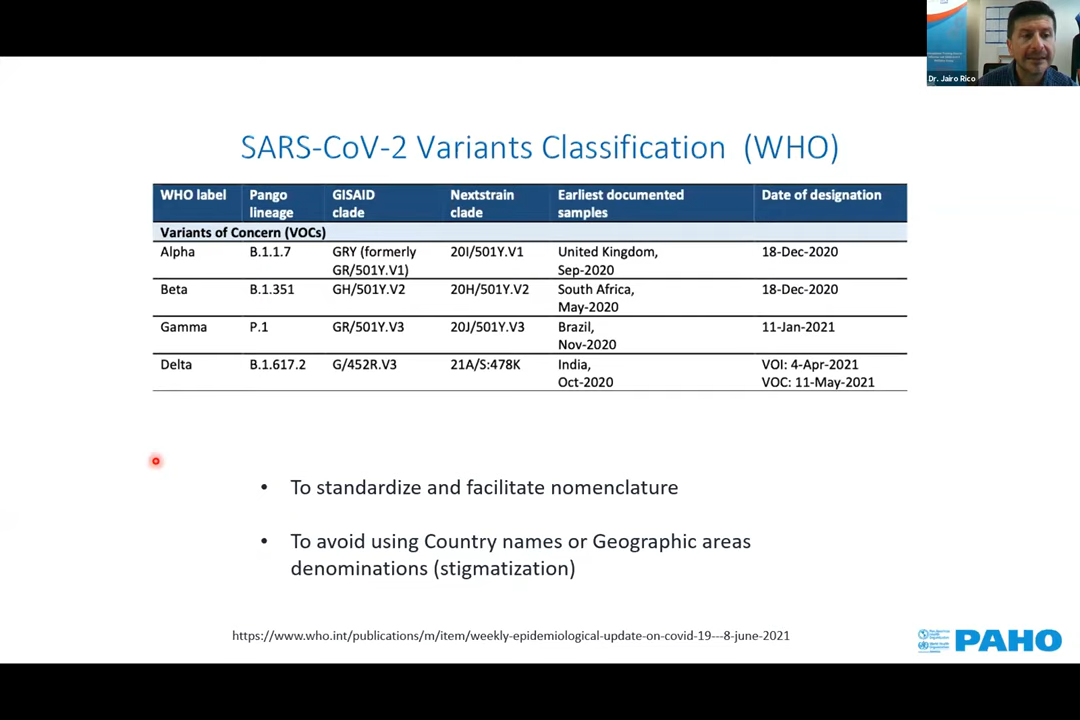 Dr. Jairo Rico
SARS-CoV-2 Variants Classification (WHO)
WHO label Pango lineage GISAID clade Nextstrain clade Earliest documented samples Date of designation
Variants of Concern (VOCs)
Alpha B.1.1.7 GRY (formerly GR/501Y.V1) 20I/501Y.V1 United Kingdom, Sep-2020 18-Dec-2020
Beta B.1.351 GH/501Y.V2 20H/501Y.V2 South Africa, May-2020 18-Dec-2020
Gamma P.1 GR/501Y.V3 20J/501Y.V3 Brazil, Nov-2020 11-Jan-2021
Delta B.1.617.2 G/452R.V3 21A/S:478K India, Oct-2020 VOI: 4-Apr-2021 VOC: 11-May-2021
• To standardize and facilitate nomenclature
• To avoid using Country names or Geographic areas
denominations (stigmatization)
https://www.who.int/publications/m/item/weekly-epidemiological-update-on-covid-19---8-june-2021
PAHO